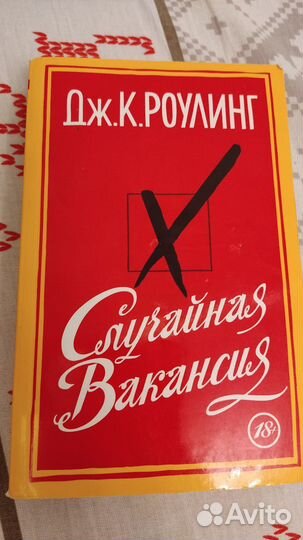 Дж.К.РОУЛИНГ
Случайная
Вакансия
18+
Avito